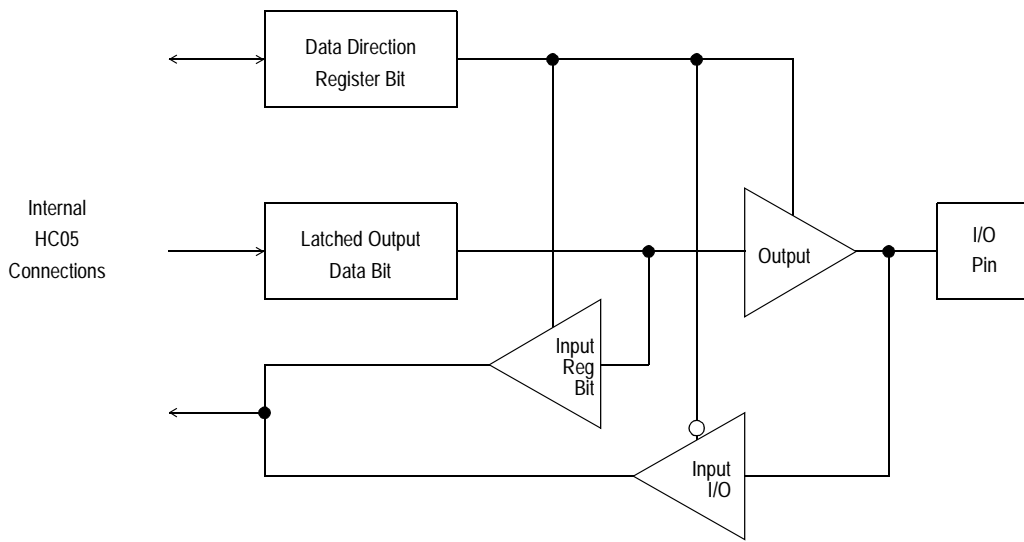 Data Direction
Register Bit
Internal
HC05
Connections
Latched Output
Data Bit
Output
I/O
Pin
Input
Reg
Bit
Input
I/O